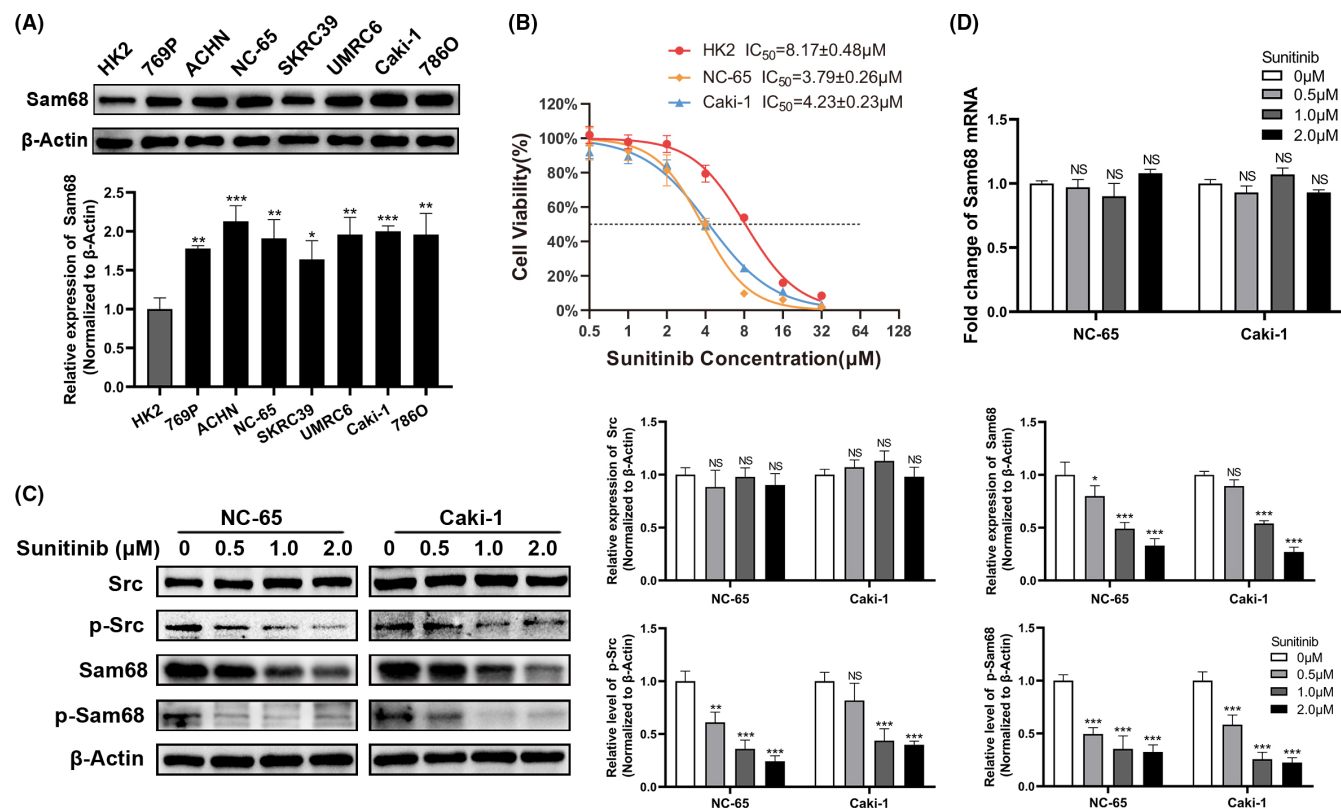 (A)
HK2 769P ACHN NC-65 SKRC39 UMRC6 Caki-1 786O
Sam68
β-Actin
Relative expression of Sam68
(Normalized to β-Actin)
2.5
2.0
1.5
1.0
0.5
0.0
** *** ** * ** *** **
HK2 769P ACHN NC-65 SKRC39 UMRC6 Caki-1 786O
(B)
HK2 IC50=8.17±0.48μM
NC-65 IC50=3.79±0.26μM
Caki-1 IC50=4.23±0.23μM
Cell Viability(%)
120%
100%
80%
60%
40%
20%
0%
0.5 1 2 4 8 16 32 64 128
Sunitinib Concentration(μM)
(D)
Sunitinib
0μM
0.5μM
1.0μM
2.0μM
Fold change of Sam68 mRNA
1.5
1.0
0.5
0.0
NS NS NS NS NS NS
NC-65 Caki-1
(C)
NC-65 Caki-1
Sunitinib (μM) 0 0.5 1.0 2.0 0 0.5 1.0 2.0
Src
p-Src
Sam68
p-Sam68
β-Actin
Relative expression of Src
(Normalized to β-Actin)
1.5
1.0
0.5
0.0
NS NS NS NS NS NS
NC-65 Caki-1
Relative expression of Sam68
(Normalized to β-Actin)
1.5
1.0
0.5
0.0
* *** *** NS *** ***
NC-65 Caki-1
Relative level of p-Src
(Normalized to β-Actin)
1.5
1.0
0.5
0.0
** *** *** NS *** ***
NC-65 Caki-1
Relative level of p-Sam68
(Normalized to β-Actin)
1.5
1.0
0.5
0.0
*** *** *** *** *** ***
NC-65 Caki-1
Sunitinib
0μM
0.5μM
1.0μM
2.0μM